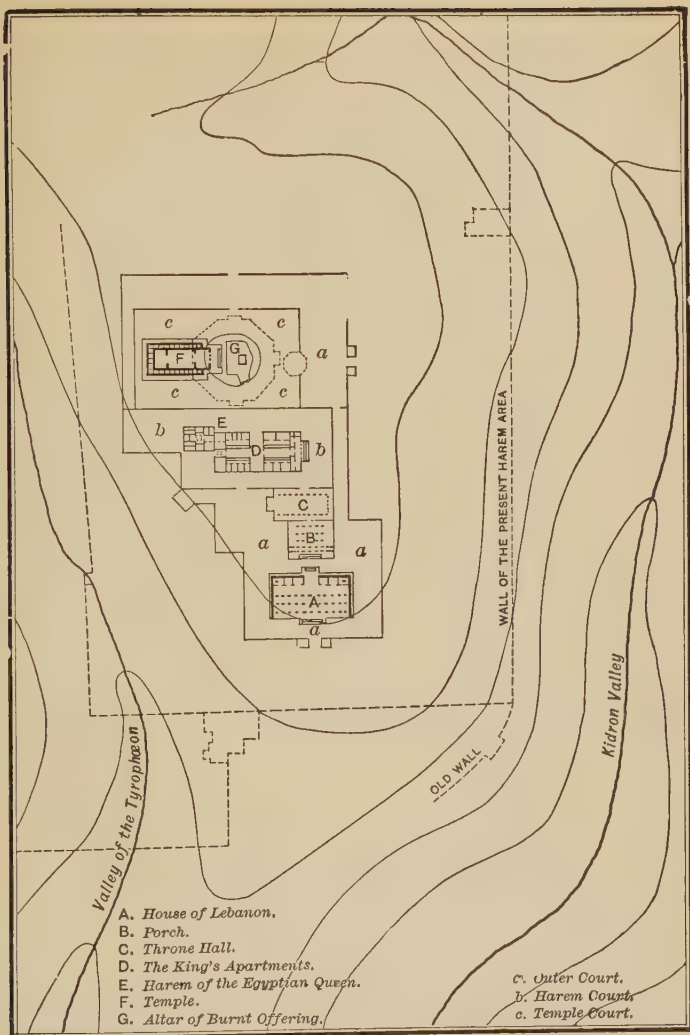 c
c
G
F
a
c
c
E
b
D
b
C
B
a
a
A
a
WALL OF THE PRESENT HAREM AREA
Kidron Valley
OLD WALL
Valley of the Tyrophœon
A. House of Lebanon.
B. Porch.
C. Throne Hall.
D. The King's Apartments.
E. Harem of the Egyptian Queen.
F. Temple.
G. Altar of Burnt Offering.
a. Outer Court.
b. Harem Court.
c. Temple Court.